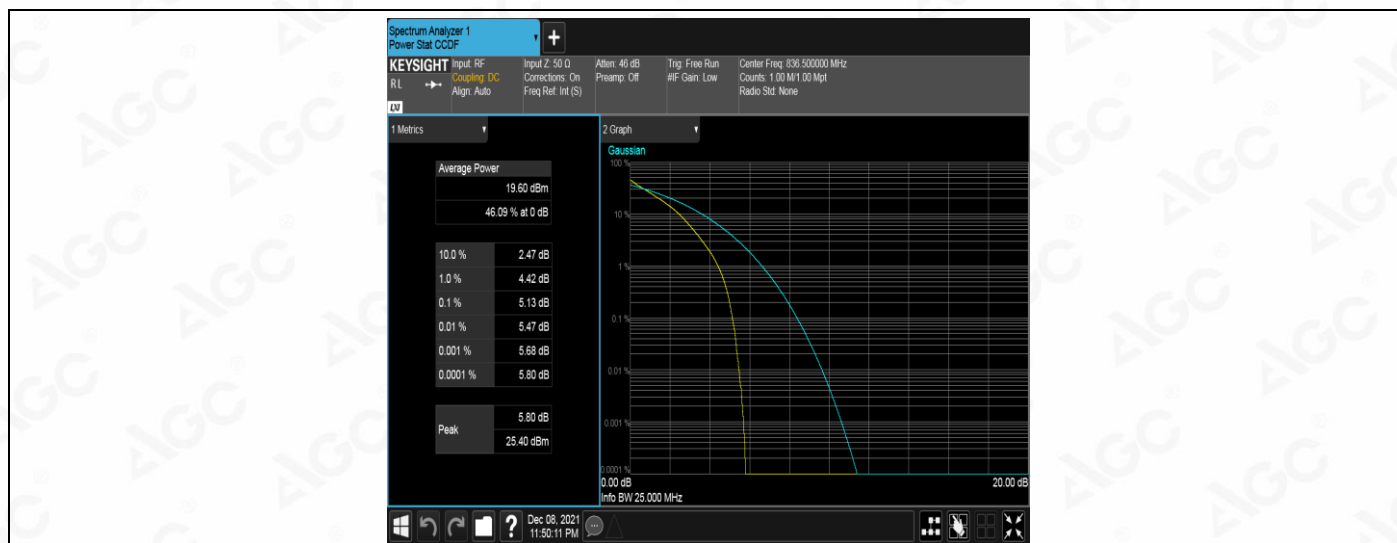 Spectrum Analyzer 1
Power Stat CCDF
KEYSIGHT
RL
LXI
Input: RF
Coupling: DC
Align: Auto
Input Z: 50 Ω
Corrections: On
Freq Ref: Int (S)
Atten: 46 dB
Preamp: Off
Trig: Free Run
#IF Gain: Low
Center Freq: 836.500000 MHz
Counts: 1.00 M/1.00 Mpt
Radio Std: None
1 Metrics
Average Power
19.60 dBm
46.09 % at 0 dB
10.0 % 2.47 dB
1.0 % 4.42 dB
0.1 % 5.13 dB
0.01 % 5.47 dB
0.001 % 5.68 dB
0.0001 % 5.80 dB
Peak
5.80 dB
25.40 dBm
2 Graph
Gaussian
100 %
10 %
1 %
0.1 %
0.01 %
0.001 %
0.0001 %
0.00 dB 20.00 dB
Info BW 25.000 MHz
?
Dec 08, 2021
11:50:11 PM
AGC